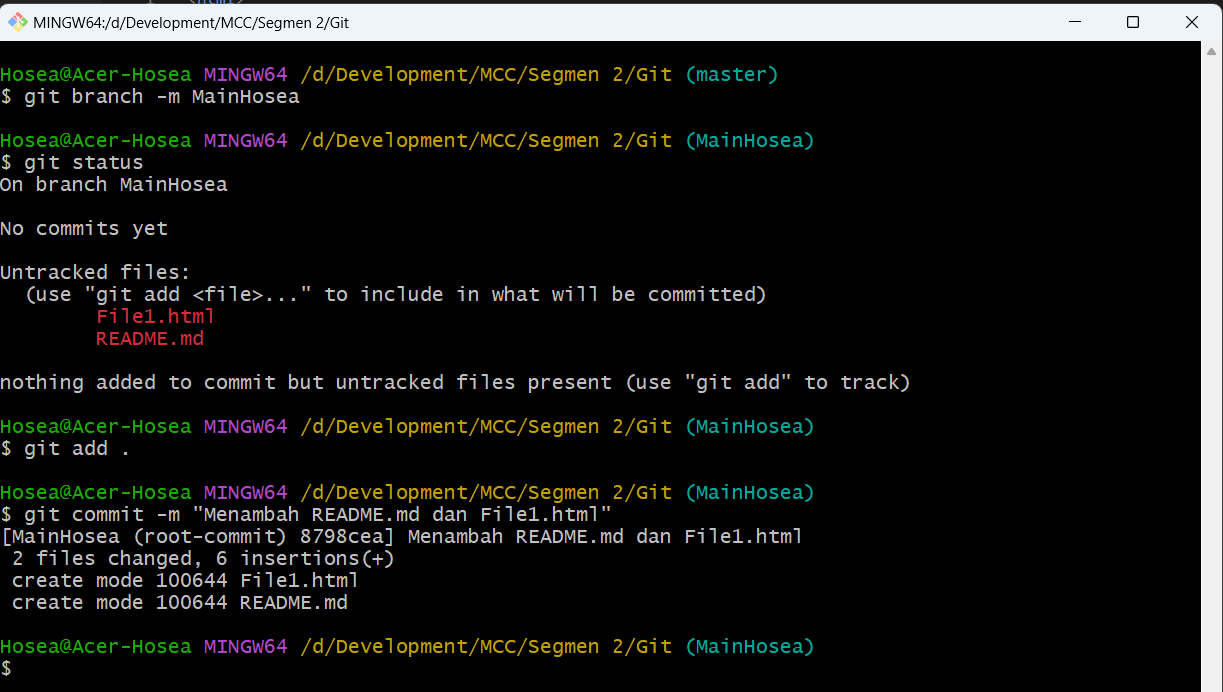 MINGW64:/d/Development/MCC/Segmen 2/Git
Hosea@Acer-Hosea MINGW64 /d/Development/MCC/Segmen 2/Git (master)
$ git branch -m MainHosea
Hosea@Acer-Hosea MINGW64 /d/Development/MCC/Segmen 2/Git (MainHosea)
$ git status
On branch MainHosea
No commits yet
Untracked files:
  (use "git add <file>..." to include in what will be committed)
        File1.html
        README.md
nothing added to commit but untracked files present (use "git add" to track)
Hosea@Acer-Hosea MINGW64 /d/Development/MCC/Segmen 2/Git (MainHosea)
$ git add .
Hosea@Acer-Hosea MINGW64 /d/Development/MCC/Segmen 2/Git (MainHosea)
$ git commit -m "Menambah README.md dan File1.html"
[MainHosea (root-commit) 8798cea] Menambah README.md dan File1.html
 2 files changed, 6 insertions(+)
 create mode 100644 File1.html
 create mode 100644 README.md
Hosea@Acer-Hosea MINGW64 /d/Development/MCC/Segmen 2/Git (MainHosea)
$